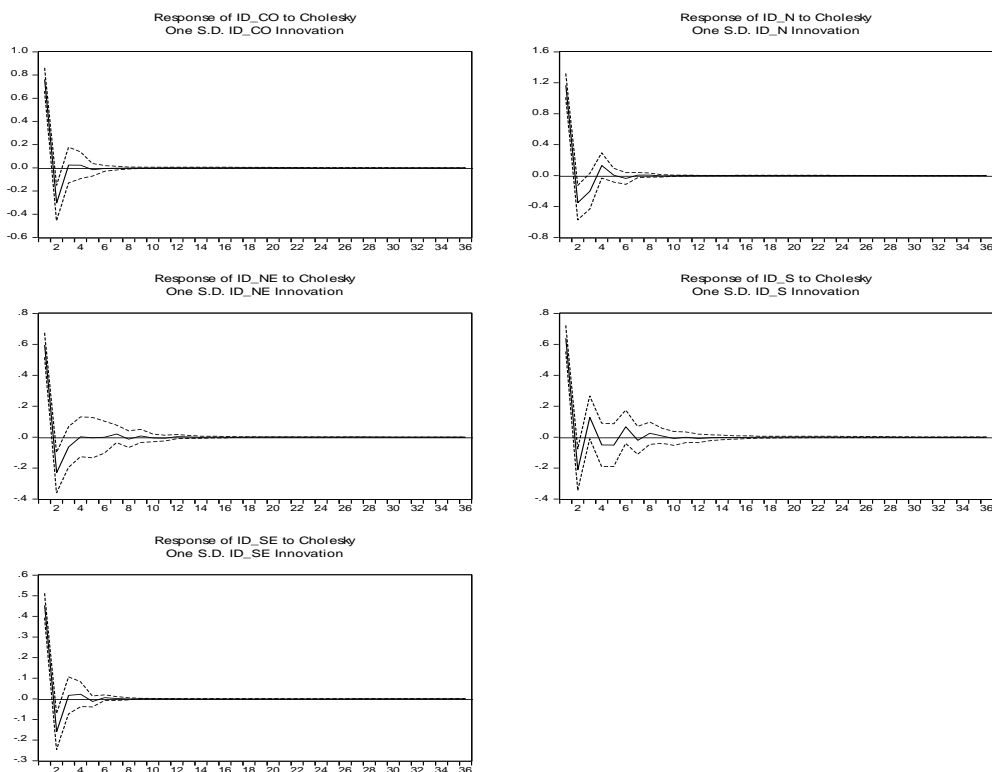 Response of ID_CO to Cholesky
One S.D. ID_CO Innovation
1.0
0.8
0.6
0.4
0.2
0.0
-0.2
-0.4
-0.6
2 4 6 8 10 12 14 16 18 20 22 24 26 28 30 32 34 36
Response of ID_N to Cholesky
One S.D. ID_N Innovation
1.6
1.2
0.8
0.4
0.0
-0.4
-0.8
2 4 6 8 10 12 14 16 18 20 22 24 26 28 30 32 34 36
Response of ID_NE to Cholesky
One S.D. ID_NE Innovation
.8
.6
.4
.2
.0
-.2
-.4
2 4 6 8 10 12 14 16 18 20 22 24 26 28 30 32 34 36
Response of ID_S to Cholesky
One S.D. ID_S Innovation
.8
.6
.4
.2
.0
-.2
-.4
2 4 6 8 10 12 14 16 18 20 22 24 26 28 30 32 34 36
Response of ID_SE to Cholesky
One S.D. ID_SE Innovation
.6
.5
.4
.3
.2
.1
.0
-.1
-.2
-.3
2 4 6 8 10 12 14 16 18 20 22 24 26 28 30 32 34 36